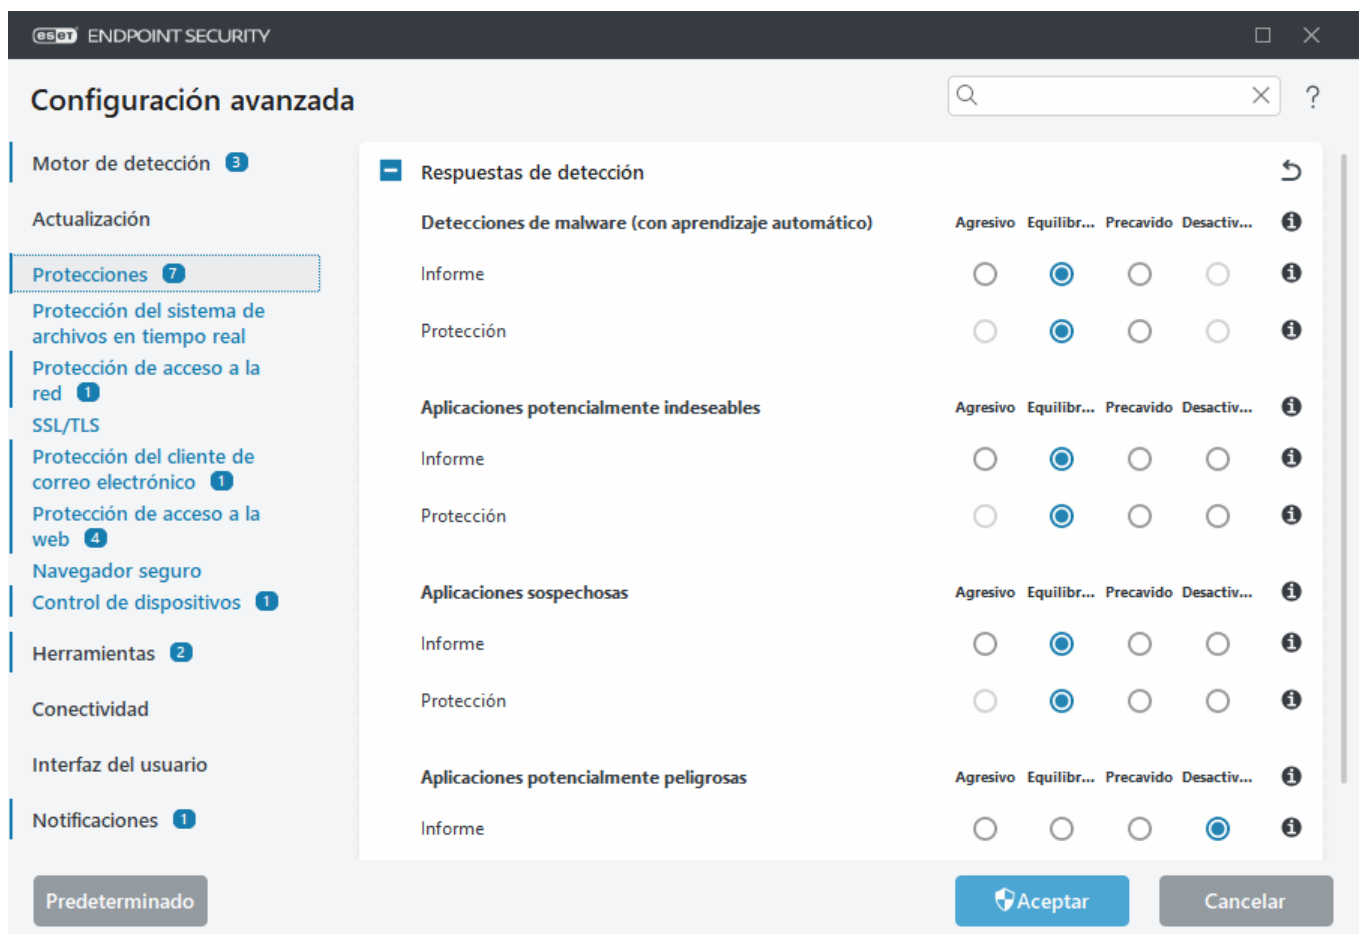 eset ENDPOINT SECURITY
Configuración avanzada
?
Motor de detección 3
Actualización
Protecciones 7
Protección del sistema de
archivos en tiempo real
Protección de acceso a la
red 1
SSL/TLS
Protección del cliente de
correo electrónico 1
Protección de acceso a la
web 4
Navegador seguro
Control de dispositivos 1
Herramientas 2
Conectividad
Interfaz del usuario
Notificaciones 1
Respuestas de detección
Detecciones de malware (con aprendizaje automático) Agresivo Equilibr... Precavido Desactiv...
Informe
Protección
Aplicaciones potencialmente indeseables Agresivo Equilibr... Precavido Desactiv...
Informe
Protección
Aplicaciones sospechosas Agresivo Equilibr... Precavido Desactiv...
Informe
Protección
Aplicaciones potencialmente peligrosas Agresivo Equilibr... Precavido Desactiv...
Informe
Predeterminado
Aceptar
Cancelar